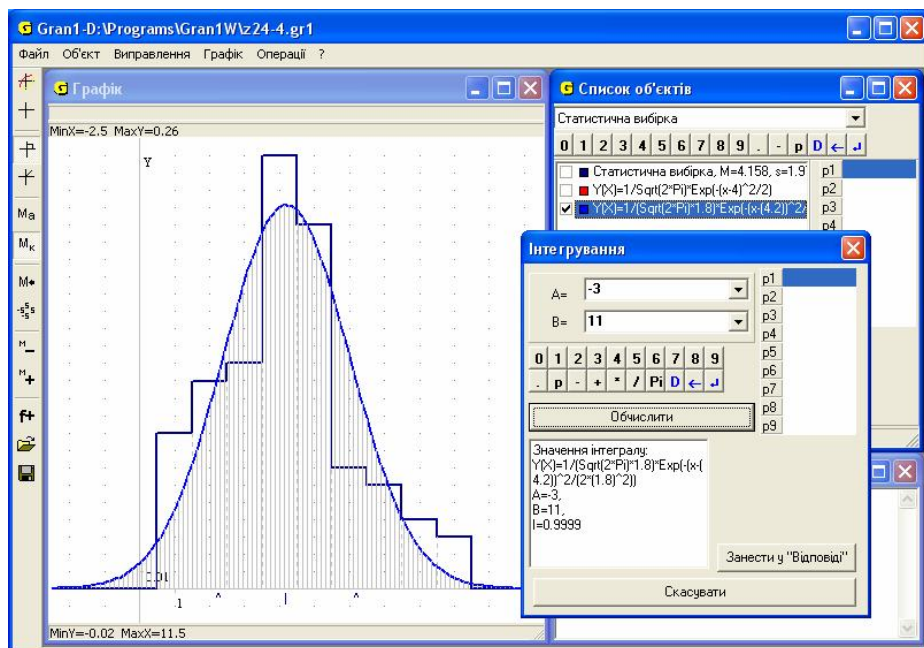 Gran1-D:\Programs\Gran1W\z24-4.gr1
Файл Об'єкт Виправлення Графік Операції ?
Графік
MinX=-2.5 MaxY=0.26
Y
0.01
1
MinY=-0.02 MaxX=11.5
Ma
Mк
M+
-s s s
M_
M+
f+
Список об'єктів
Статистична вибірка
0 1 2 3 4 5 6 7 8 9 . - p D ← ↲
Статистична вибірка, M=4.158, s=1.9
Y(X)=1/Sqrt(2*Pi)*Exp(-(x-4)^2/2)
Y(X)=1/(Sqrt(2*Pi)*1.8)*Exp(-(x-(4.2))^2/
p1
p2
p3
p4
Інтегрування
A= -3
B= 11
0 1 2 3 4 5 6 7 8 9
. p - + * / Pi D ← ↲
Обчислити
p1
p2
p3
p4
p5
p6
p7
p8
p9
Значення інтегралу:
Y(X)=1/(Sqrt(2*Pi)*1.8)*Exp(-(x-(
4.2))^2/(2*(1.8)^2))
A=-3,
B=11,
I=0.9999
Занести у "Відповіді"
Скасувати